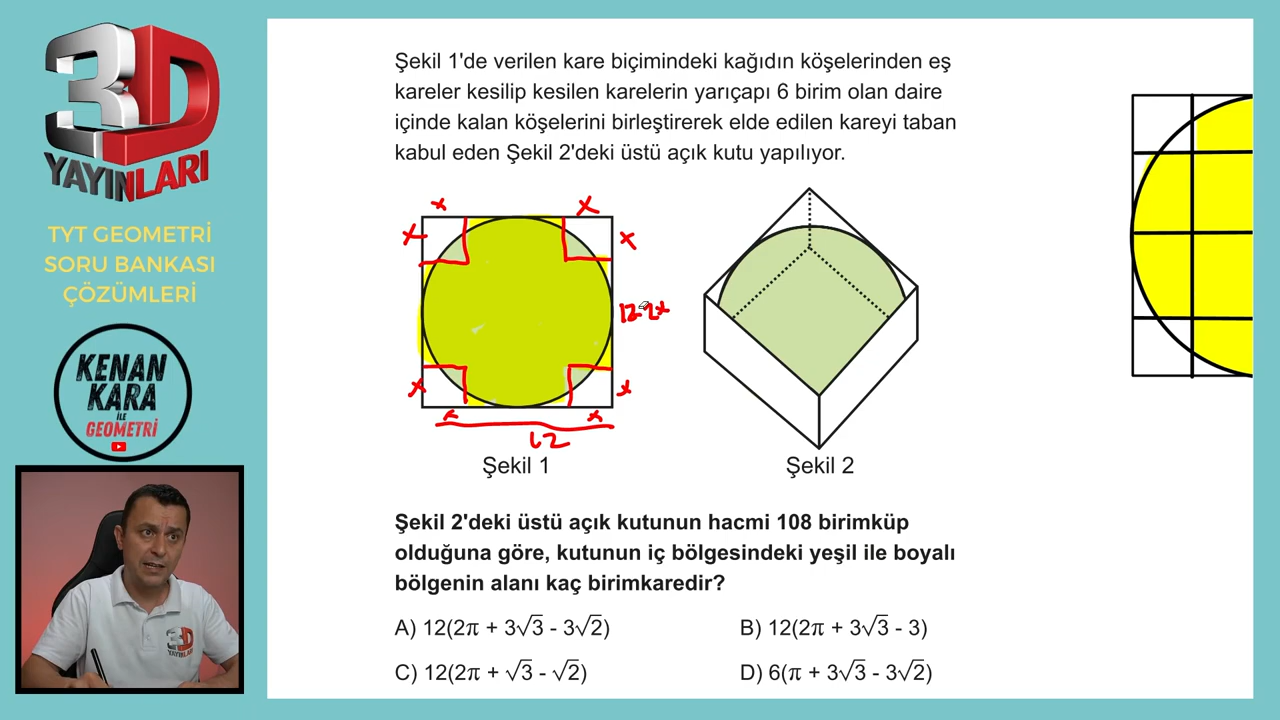 3D
YAYINLARI
TYT GEOMETRİ
SORU BANKASI
ÇÖZÜMLERİ
KENAN
KARA
İLE
GEOMETRİ
3D
YAYINLARI
Şekil 1'de verilen kare biçimindeki kağıdın köşelerinden eş
kareler kesilip kesilen karelerin yarıçapı 6 birim olan daire
içinde kalan köşelerini birleştirerek elde edilen kareyi taban
kabul eden Şekil 2'deki üstü açık kutu yapılıyor.
x x
x x
12-2x
x x
x x
12
Şekil 1 Şekil 2
Şekil 2'deki üstü açık kutunun hacmi 108 birimküp
olduğuna göre, kutunun iç bölgesindeki yeşil ile boyalı
bölgenin alanı kaç birimkaredir?
A) 12(2π + 3√3 - 3√2) B) 12(2π + 3√3 - 3)
C) 12(2π + √3 - √2) D) 6(π + 3√3 - 3√2)